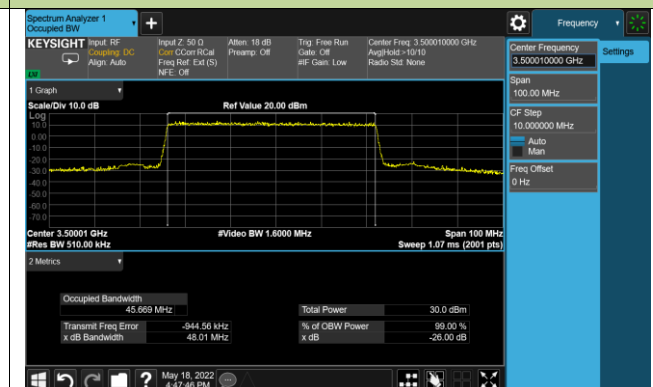 Spectrum Analyzer 1
Occupied BW
Frequency
KEYSIGHT
Input: RF
Coupling: DC
Align: Auto
Input Z: 50 Ω
Corr CCorr RCal
Freq Ref: Ext (S)
NFE: Off
Atten: 18 dB
Preamp: Off
Trig: Free Run
Gate: Off
#IF Gain: Low
Center Freq: 3.500010000 GHz
Avg|Hold:>10/10
Radio Std: None
Center Frequency
3.500010000 GHz
Settings
Span
100.00 MHz
CF Step
10.000000 MHz
Auto
Man
Freq Offset
0 Hz
1 Graph
Scale/Div 10.0 dB
Ref Value 20.00 dBm
Log
10.0
0.00
-10.0
-20.0
-30.0
-40.0
-50.0
-60.0
-70.0
Center 3.50001 GHz
#Video BW 1.6000 MHz
Span 100 MHz
#Res BW 510.00 kHz
Sweep 1.07 ms (2001 pts)
2 Metrics
Occupied Bandwidth
45.669 MHz
Total Power 30.0 dBm
Transmit Freq Error -944.56 kHz
% of OBW Power 99.00 %
x dB Bandwidth 48.01 MHz
x dB -26.00 dB
?
May 18, 2022
4:47:46 PM